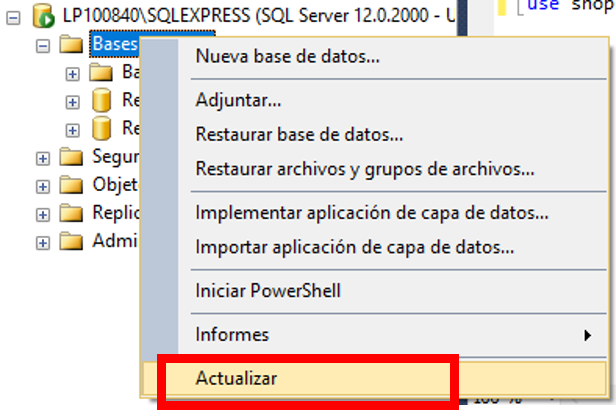 LP100840\SQLEXPRESS (SQL Server 12.0.2000 - U
use shop
Bases
Nueva base de datos...
Ba
Adjuntar...
Re
Restaurar base de datos...
Re
Restaurar archivos y grupos de archivos...
Segur
Objet
Implementar aplicación de capa de datos...
Replic
Importar aplicación de capa de datos...
Admi
Iniciar PowerShell
Informes
Actualizar
100 %